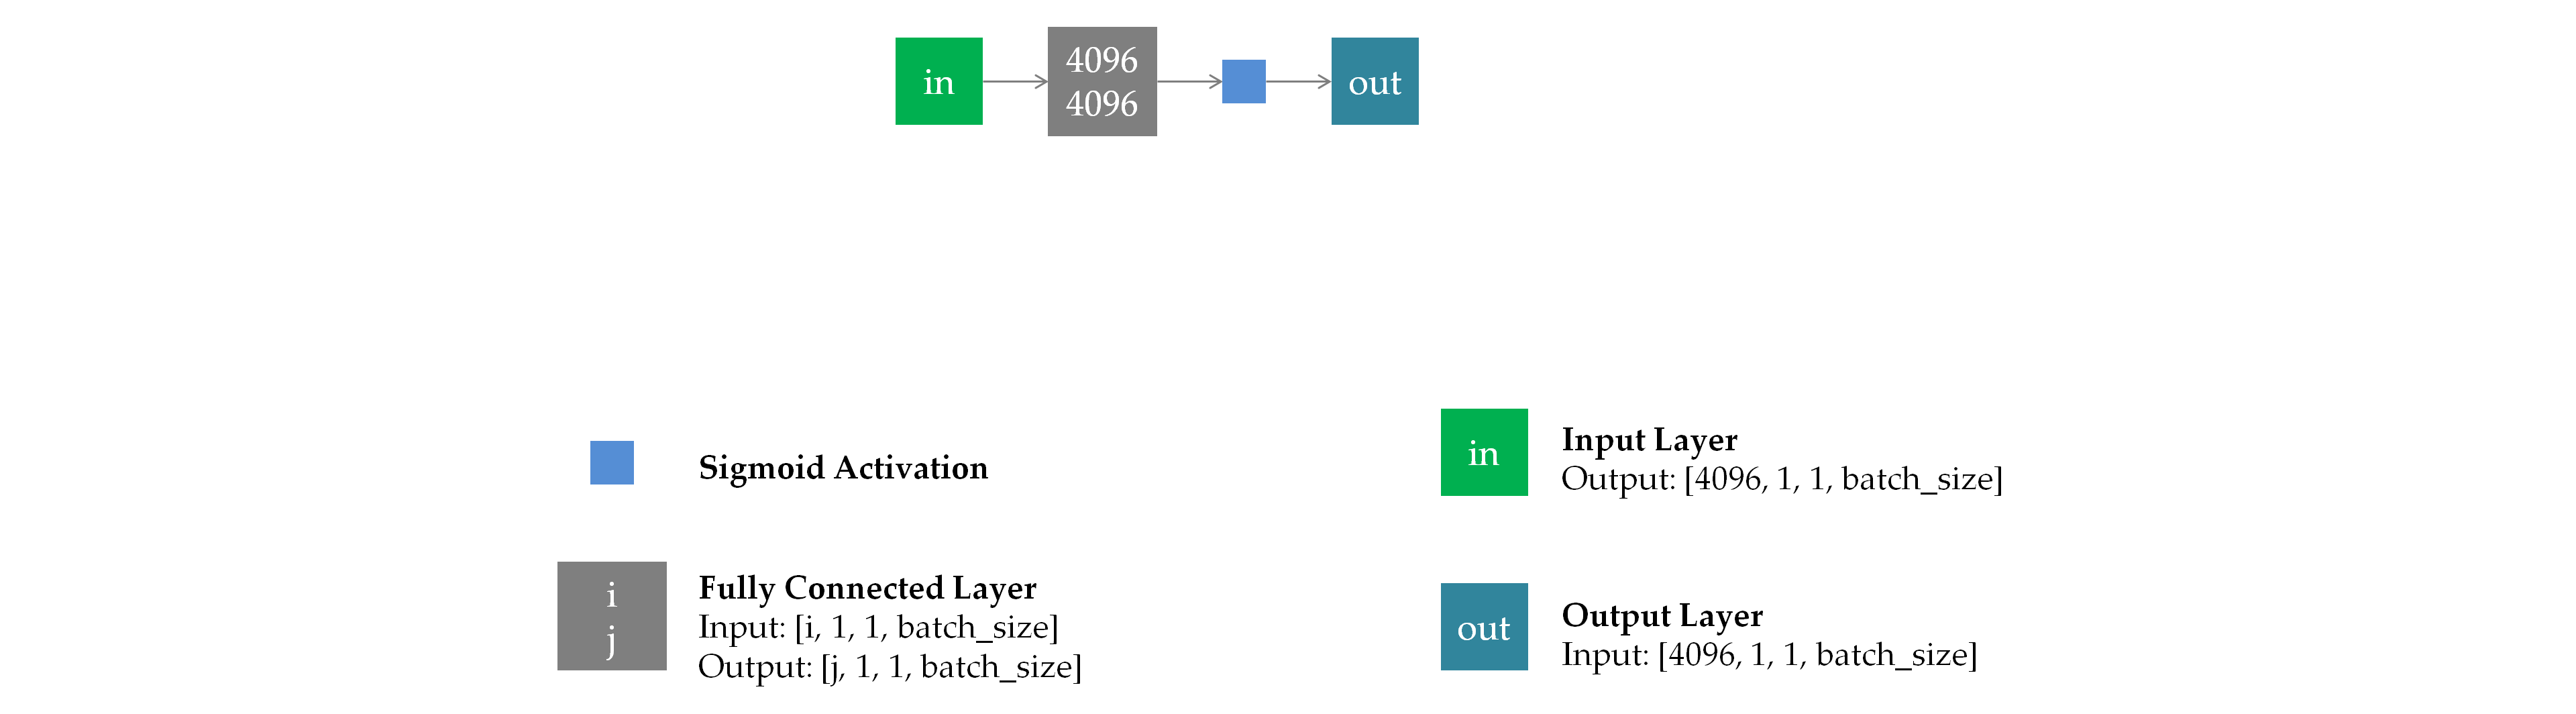 in
4096
4096
out
Sigmoid Activation
i
j
Fully Connected Layer
Input: [i, 1, 1, batch_size]
Output: [j, 1, 1, batch_size]
in
Input Layer
Output: [4096, 1, 1, batch_size]
out
Output Layer
Input: [4096, 1, 1, batch_size]